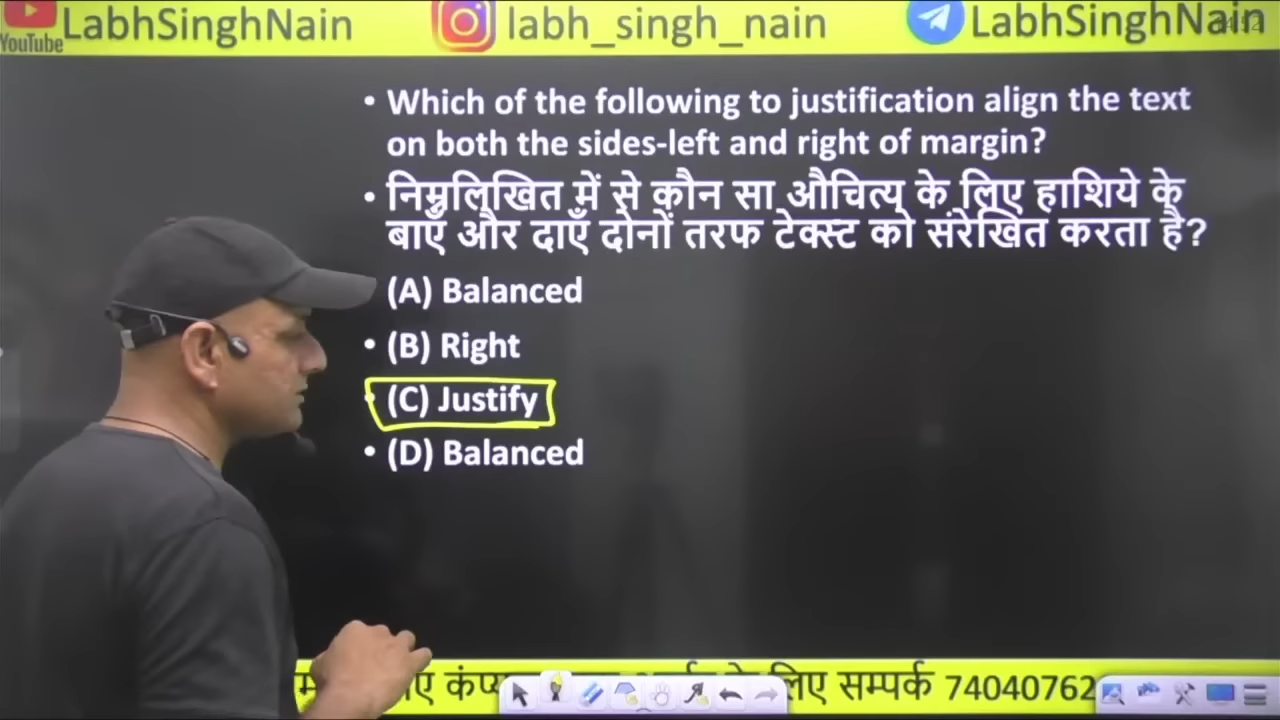 YouTube LabhSinghNain labh_singh_nain LabhSinghNain
• Which of the following to justification align the text
on both the sides-left and right of margin?
• निम्नलिखित में से कौन सा औचित्य के लिए हाशिये के
बाएँ और दाएँ दोनों तरफ टेक्स्ट को संरेखित करता है?
(A) Balanced
• (B) Right
• (C) Justify
• (D) Balanced
लिए सम्पर्क 74040762